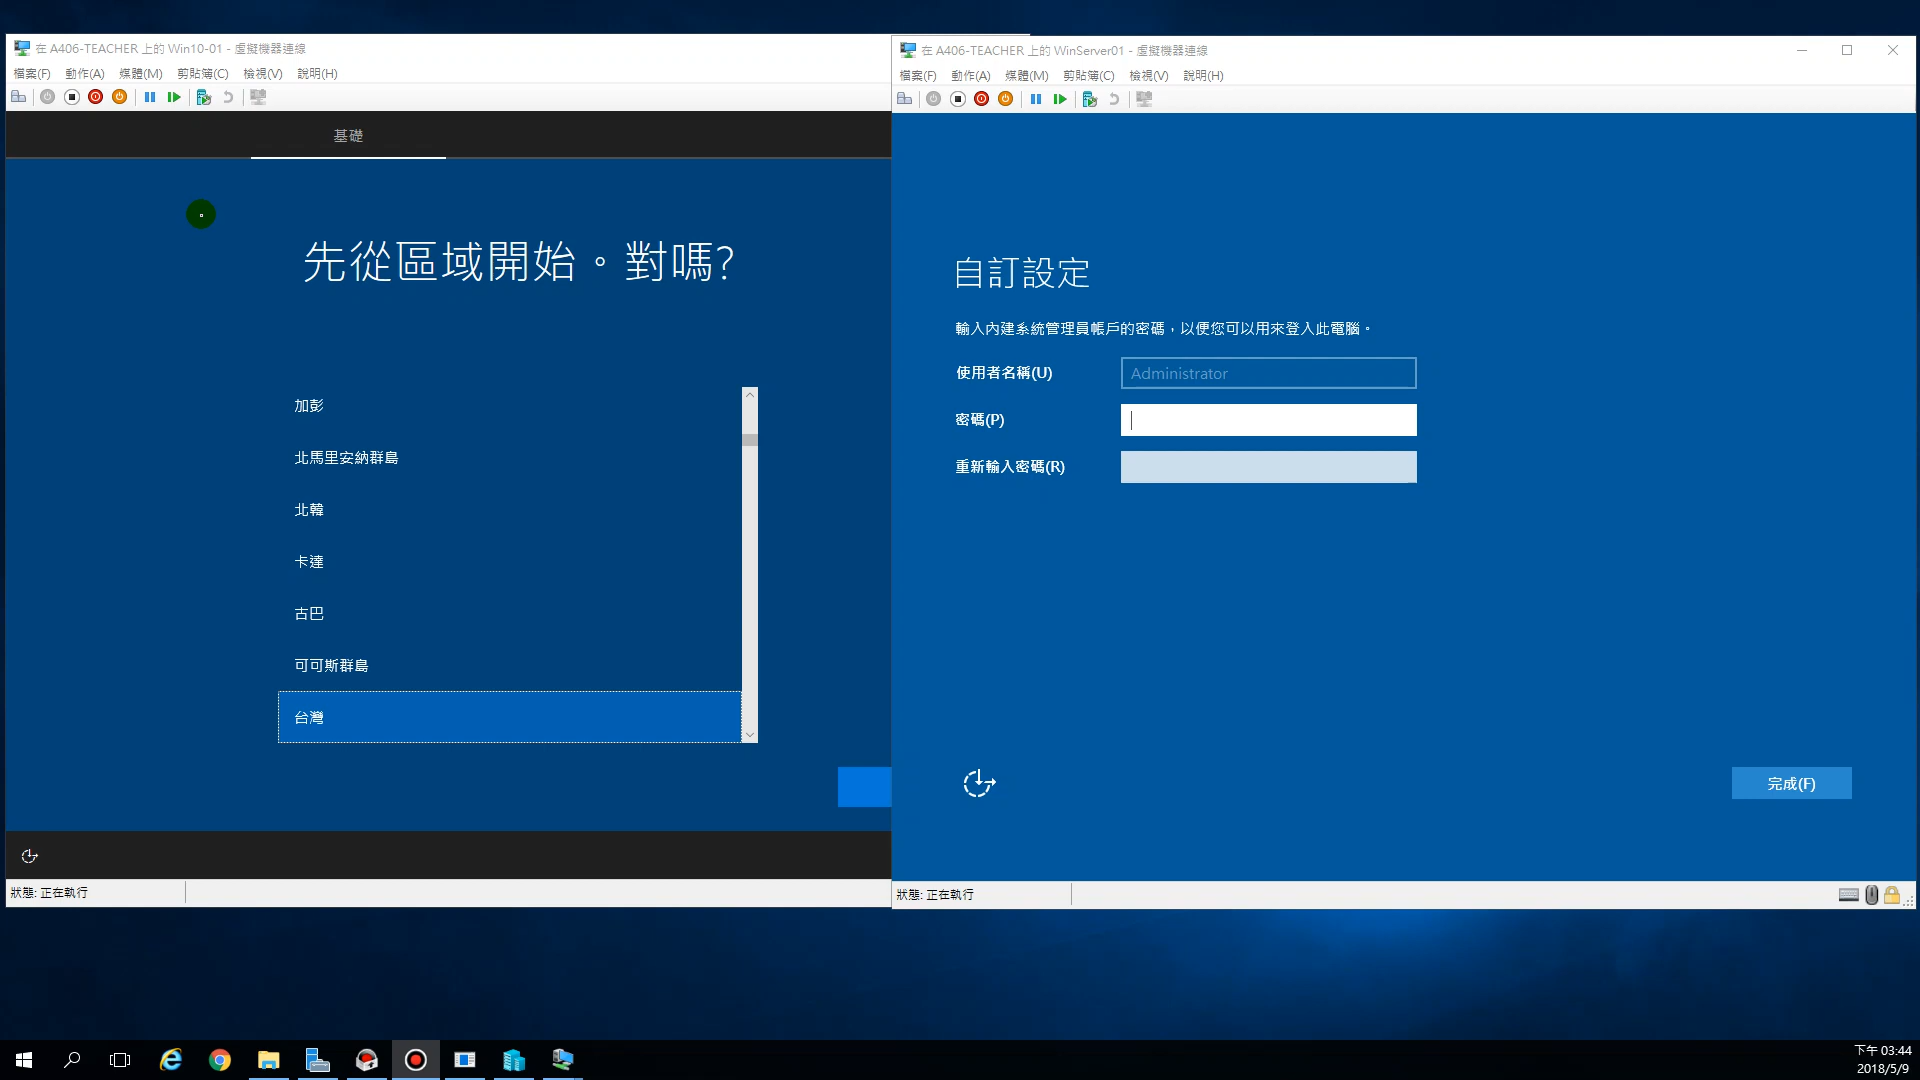 在 A406-TEACHER 上的 Win10-01 - 虛擬機器連線
檔案(F) 動作(A) 媒體(M) 剪貼簿(C) 檢視(V) 說明(H)
基礎
先從區域開始。對嗎?
加彭
北馬里安納群島
北韓
卡達
古巴
可可斯群島
台灣
狀態: 正在執行
在 A406-TEACHER 上的 WinServer01 - 虛擬機器連線
檔案(F) 動作(A) 媒體(M) 剪貼簿(C) 檢視(V) 說明(H)
自訂設定
輸入內建系統管理員帳戶的密碼，以便您可以用來登入此電腦。
使用者名稱(U) Administrator
密碼(P)
重新輸入密碼(R)
完成(F)
狀態: 正在執行
下午 03:44
2018/5/9